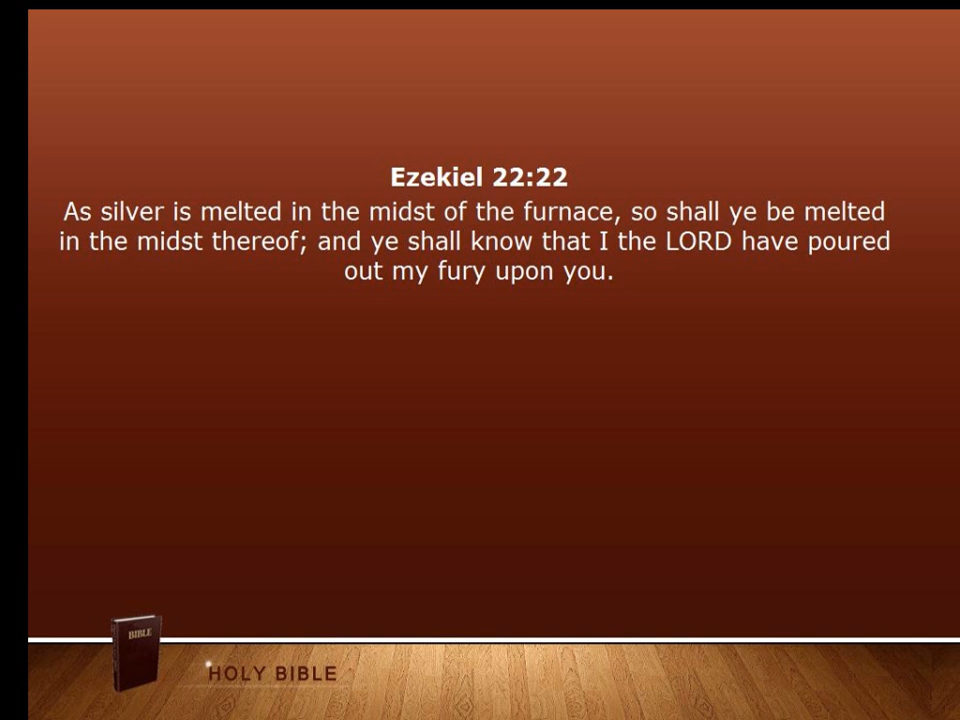 Ezekiel 22:22
As silver is melted in the midst of the furnace, so shall ye be melted
in the midst thereof; and ye shall know that I the LORD have poured
out my fury upon you.
BIBLE
HOLY BIBLE